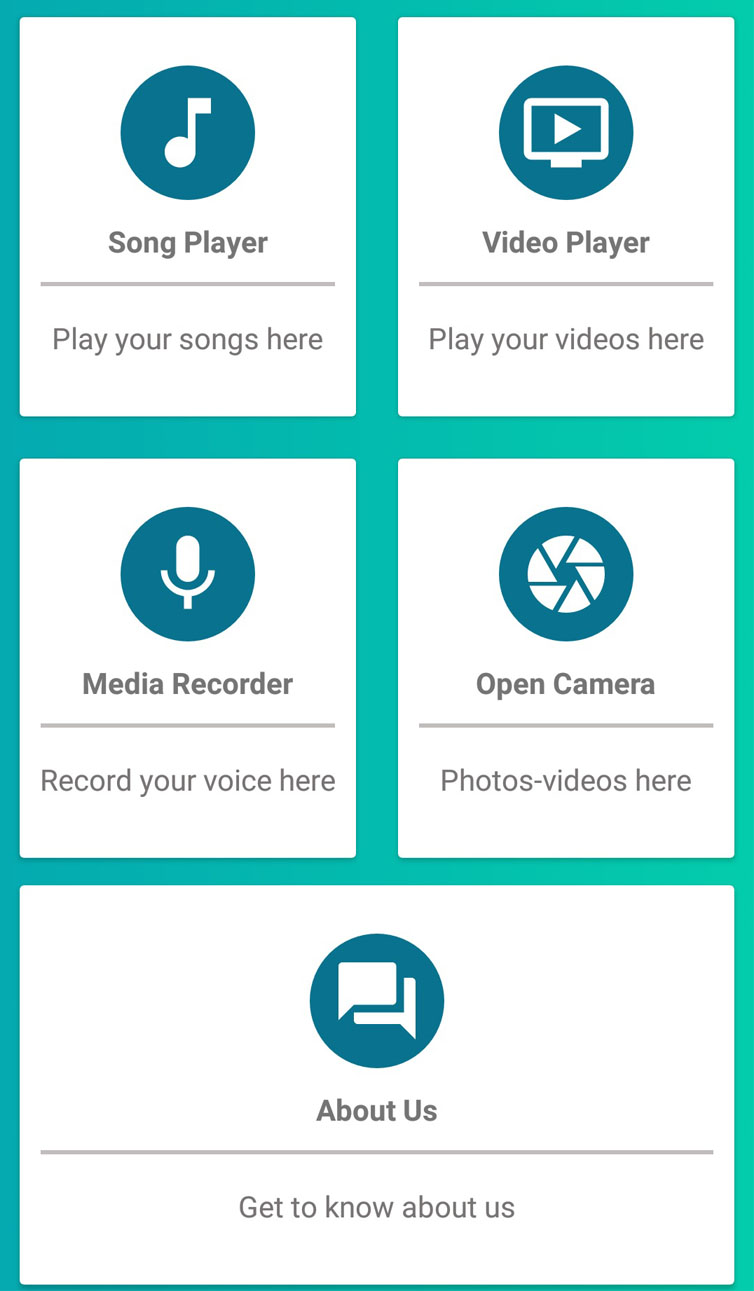 Song Player
Play your songs here
Video Player
Play your videos here
Media Recorder
Record your voice here
Open Camera
Photos-videos here
About Us
Get to know about us